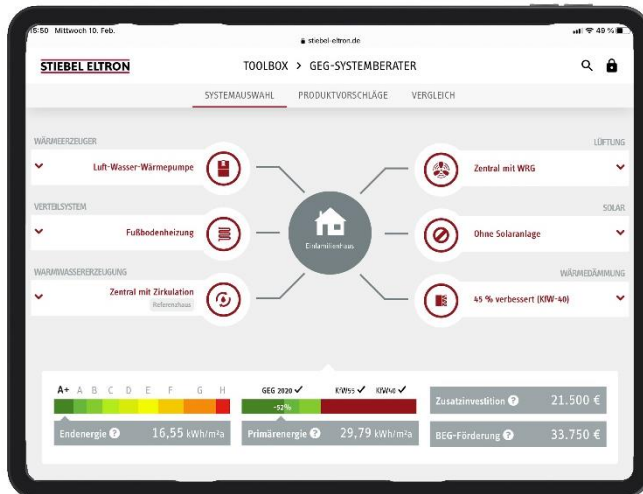 15:50 Mittwoch 10. Feb.
49 %
stiebel-eltron.de
STIEBEL ELTRON
TOOLBOX > GEG-SYSTEMBERATER
SYSTEMAUSWAHL PRODUKTVORSCHLÄGE VERGLEICH
WÄRMEERZEUGER
Luft-Wasser-Wärmepumpe
VERTEILSYSTEM
Fußbodenheizung
WARMWASSERERZEUGUNG
Zentral mit Zirkulation
Referenzhaus
Einfamilienhaus
LÜFTUNG
Zentral mit WRG
SOLAR
Ohne Solaranlage
WÄRMEDÄMMUNG
45 % verbessert (KfW-40)
A+ A B C D E F G H
Endenergie ? 16,55 kWh/m²a
GEG 2020 ✓ KfW55 ✓ KfW40 ✓
-52%
Primärenergie ? 29,79 kWh/m²a
Zusatzinvestition ? 21.500 €
BEG-Förderung ? 33.750 €